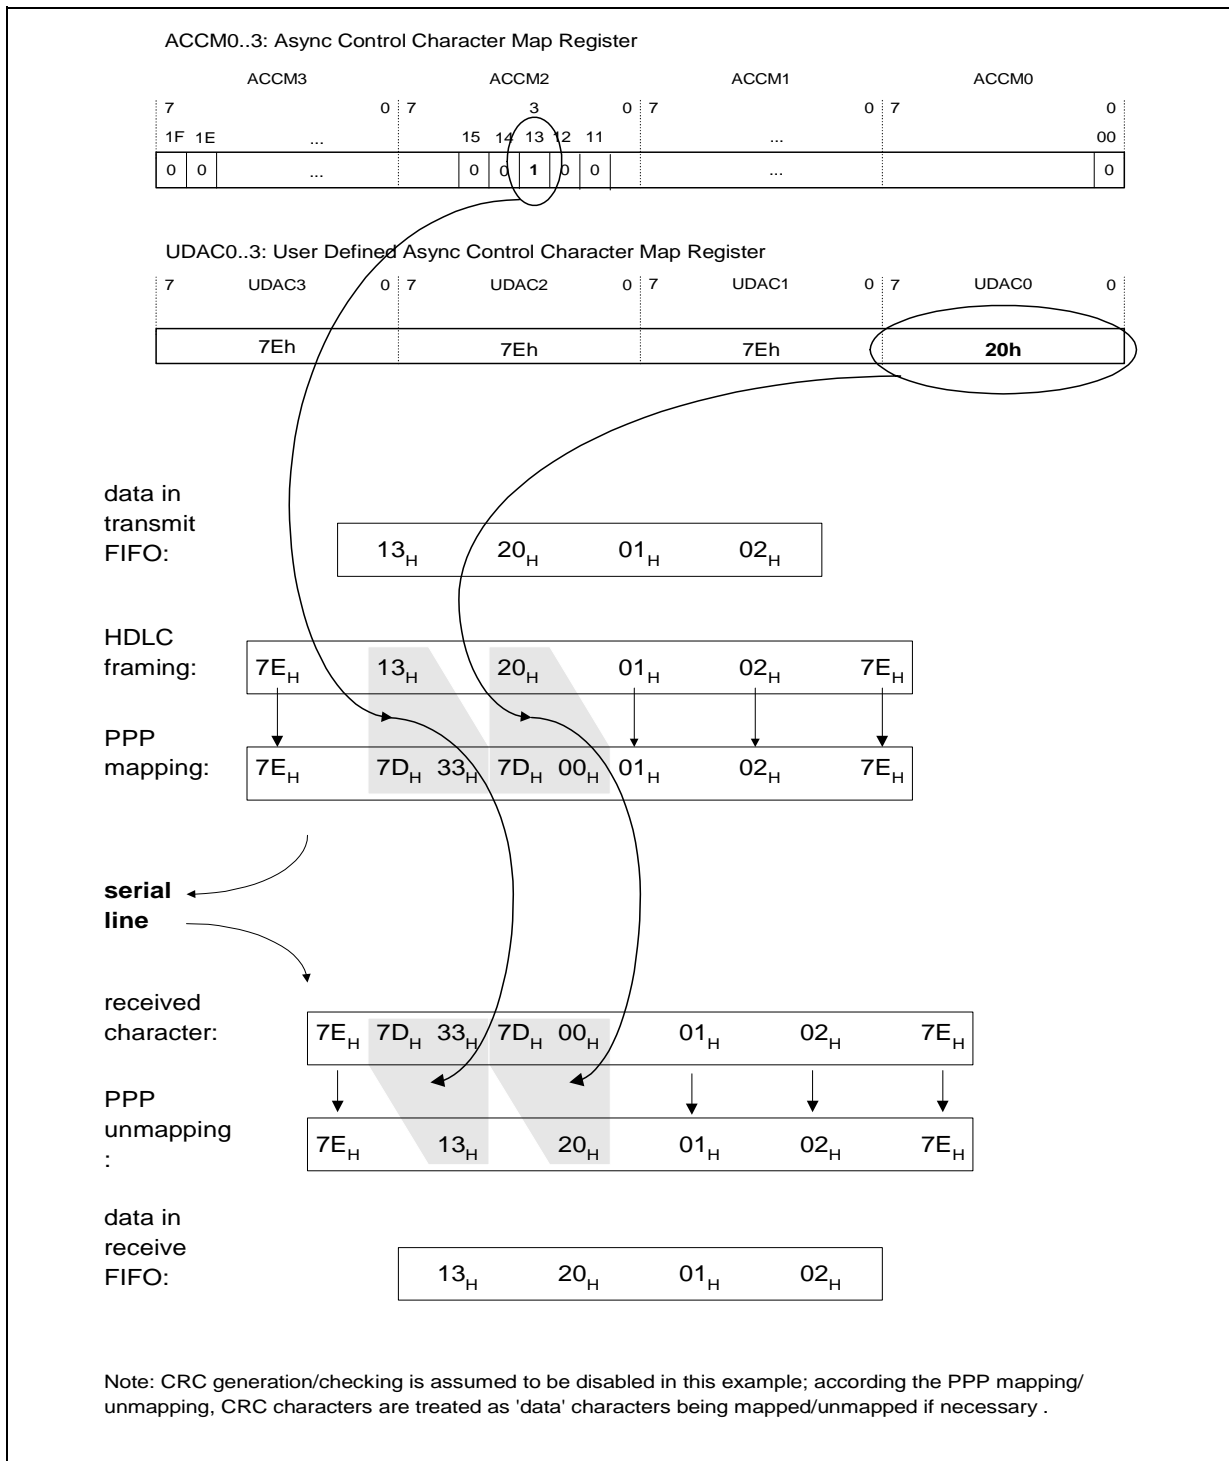 ACCM0..3: Async Control Character Map Register
ACCM3 ACCM2 ACCM1 ACCM0
7 0 7 3 0 7 0 7 0
1F 1E ... 15 14 13 12 11 ... 00
0 0 ... 0 0 1 0 0 ... 0
UDAC0..3: User Defined Async Control Character Map Register
7 UDAC3 0 7 UDAC2 0 7 UDAC1 0 7 UDAC0 0
7Eh 7Eh 7Eh 20h
data in
transmit
FIFO:
13H 20H 01H 02H
HDLC
framing:
7EH 13H 20H 01H 02H 7EH
PPP
mapping:
7EH 7DH 33H 7DH 00H 01H 02H 7EH
serial
line
received
character:
7EH 7DH 33H 7DH 00H 01H 02H 7EH
PPP
unmapping
:
7EH 13H 20H 01H 02H 7EH
data in
receive
FIFO:
13H 20H 01H 02H
Note: CRC generation/checking is assumed to be disabled in this example; according the PPP mapping/
unmapping, CRC characters are treated as 'data' characters being mapped/unmapped if necessary .